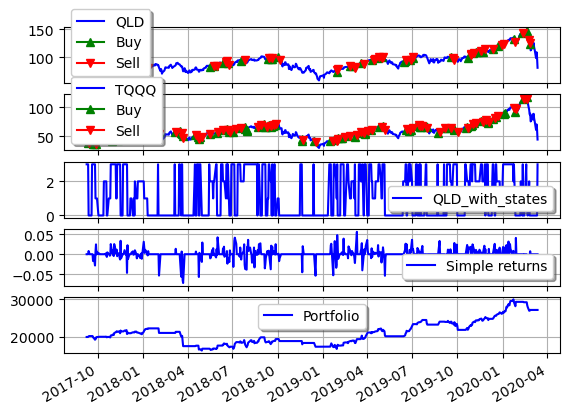 QLD
Buy
Sell
150
100
TQQQ
Buy
Sell
100
50
2
0
QLD_with_states
0.05
0.00
−0.05
Simple returns
30000
20000
Portfolio
2017-10 2018-01 2018-04 2018-07 2018-10 2019-01 2019-04 2019-07 2019-10 2020-01 2020-04